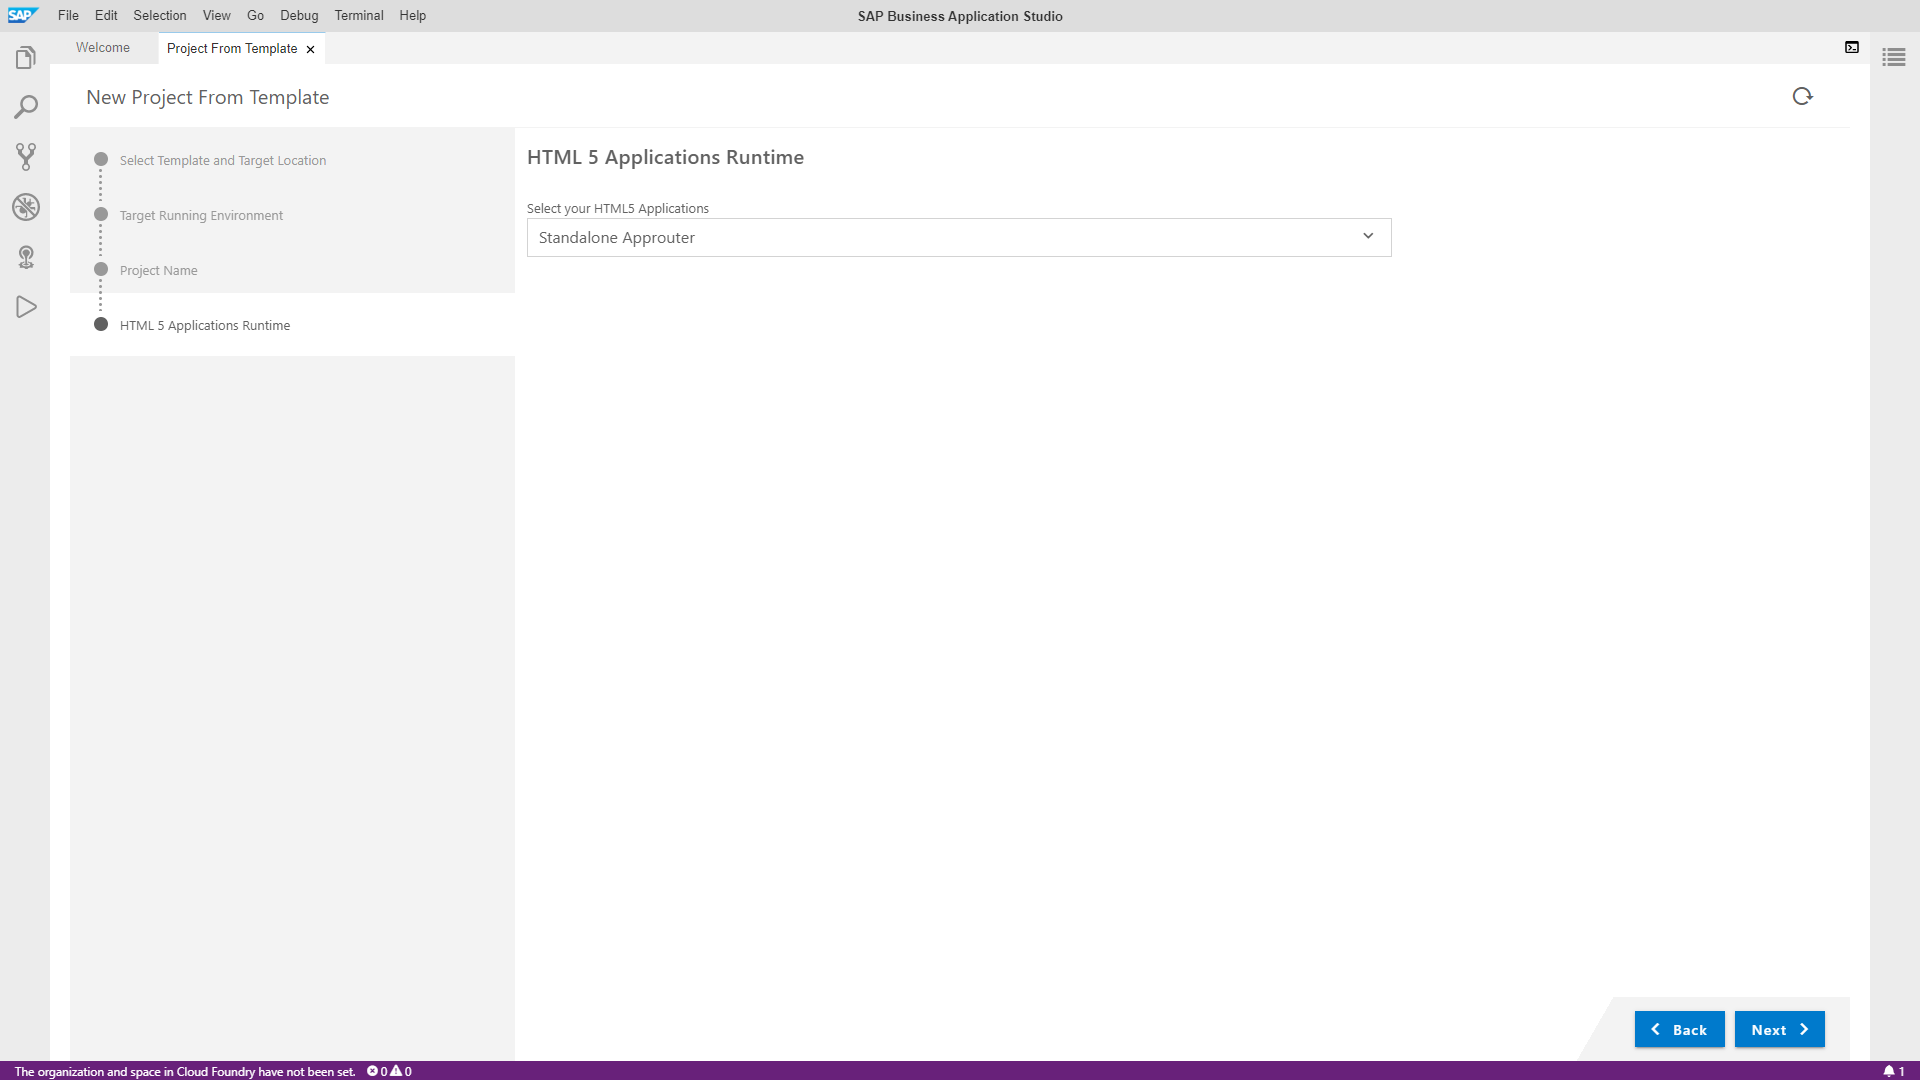 SAP File Edit Selection View Go Debug Terminal Help SAP Business Application Studio
Welcome Project From Template
New Project From Template
Select Template and Target Location
Target Running Environment
Project Name
HTML 5 Applications Runtime
HTML 5 Applications Runtime
Select your HTML5 Applications
Standalone Approuter
Back Next
The organization and space in Cloud Foundry have not been set. 0 0 1